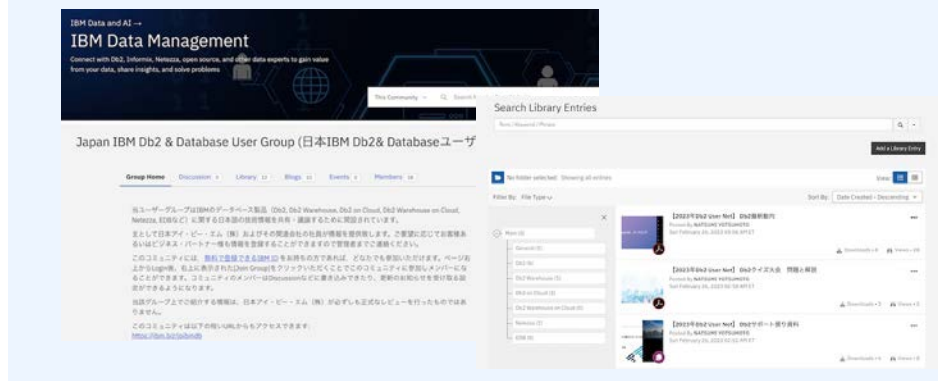 IBM Data and AI →
IBM Data Management
Connect with Db2, Informix, Netezza, open source, and other data experts to gain value
from your data, share insights, and solve problems
This Community
Search
Japan IBM Db2 & Database User Group (日本IBM Db2& Databaseユーザ
Group Home Discussion Library Blogs Events Members
当ユーザーグループはIBMのデータベース製品（Db2, Db2 Warehouse, Db2 on Cloud, Db2 Warehouse on Cloud,
Netezza, EDBなど）に関する日本語の技術情報を共有・議論するために開設されています。
主として日本アイ・ビー・エム（株）およびその関連会社の社員が情報を提供致します。ご要望に応じてお客様あ
るいはビジネス・パートナー様も情報を登録することができますので管理者までご連絡ください。
このコミュニティには、無料で登録できるIBM IDをお持ちの方であれば、どなたでも参加いただけます。ページ右
上からLogin後、右上に表示されたJoin Groupをクリックいただくことでこのコミュニティに参加しメンバーにな
ることができます。コミュニティのメンバーはDiscussionなどに書き込みできたり、更新のお知らせを受け取る設
定ができるようになります。
当該グループ上でご紹介する情報は、日本アイ・ビー・エム（株）が必ずしも正式なレビューを行ったものではあ
りません。
このコミュニティは以下の短いURLからもアクセスできます:
Search Library Entries
Term / Keyword / Phrase
Add a Library Entry
No folder selected Showing all entries
View:
Filter By: File Type
Sort By: Date Created - Descending
Root
General
Db2
Db2 Warehouse
Db2 on Cloud
Db2 Warehouse on Cloud
Netezza
EDB
【2023年Db2 User Net】 Db2最新動向
Posted By NATSUME YOTSUMOTO
Downloads Views
【2023年Db2 User Net】 Db2クイズ大会 問題と解説
Posted By NATSUME YOTSUMOTO
Downloads Views
【2023年Db2 User Net】 Db2サポート便り資料
Posted By NATSUME YOTSUMOTO
Downloads Views